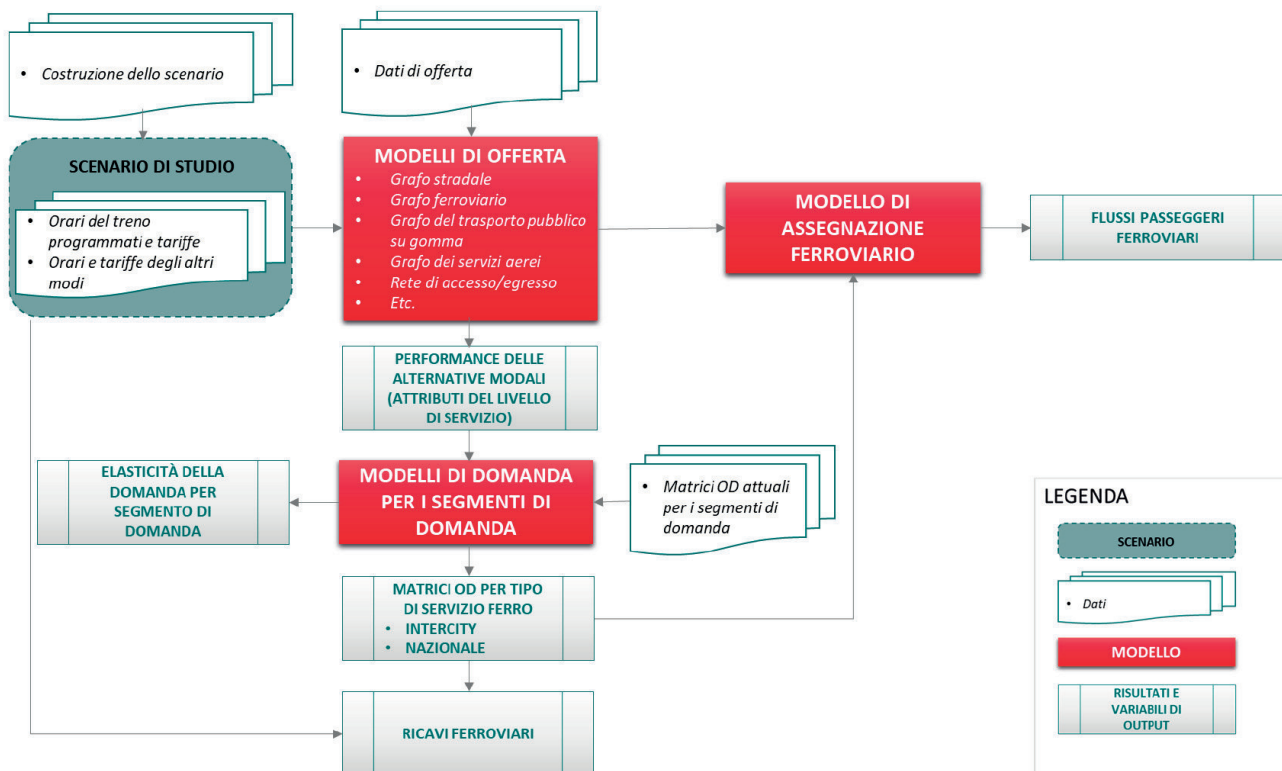 • Costruzione dello scenario
• Dati di offerta
SCENARIO DI STUDIO
• Orari del treno
programmati e tariffe
• Orari e tariffe degli altri
modi
MODELLI DI OFFERTA
• Grafo stradale
• Grafo ferroviario
• Grafo del trasporto pubblico
su gomma
• Grafo dei servizi aerei
• Rete di accesso/egresso
• Etc.
MODELLO DI
ASSEGNAZIONE
FERROVIARIO
FLUSSI PASSEGGERI
FERROVIARI
PERFORMANCE DELLE
ALTERNATIVE MODALI
(ATTRIBUTI DEL LIVELLO
DI SERVIZIO)
ELASTICITÀ DELLA
DOMANDA PER
SEGMENTO DI
DOMANDA
MODELLI DI DOMANDA
PER I SEGMENTI DI
DOMANDA
• Matrici OD attuali
per i segmenti di
domanda
MATRICI OD PER TIPO
DI SERVIZIO FERRO
• INTERCITY
• NAZIONALE
RICAVI FERROVIARI
LEGENDA
SCENARIO
• Dati
MODELLO
RISULTATI E
VARIABILI DI
OUTPUT